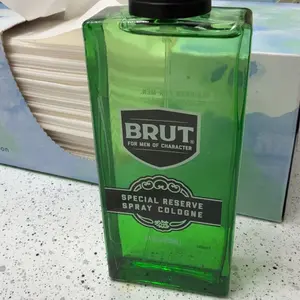 BRUT®
FOR MEN OF CHARACTER
SPECIAL RESERVE
SPRAY COLOGNE